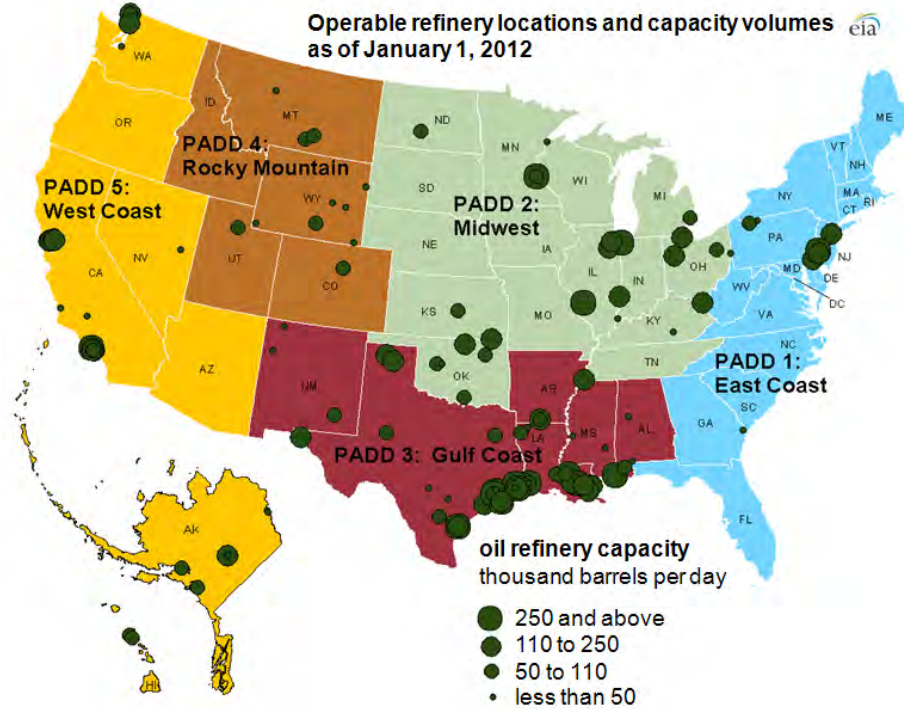 Operable refinery locations and capacity volumes
as of January 1, 2012
eia
WA
OR
ID
MT
PADD 4:
Rocky Mountain
ND
MN
SD
WI
MI
PADD 2:
Midwest
ME
VT
NH
NY
MA
RI
CT
PADD 5:
West Coast
WY
NE
IA
PA
NJ
CA
NV
UT
CO
IL
IN
OH
MD
DE
DC
WV
VA
KS
MO
KY
NC
TN
PADD 1:
East Coast
AZ
NM
OK
AR
SC
GA
MS
AL
LA
PADD 3: Gulf Coast
FL
AK
HI
oil refinery capacity
thousand barrels per day
250 and above
110 to 250
50 to 110
less than 50